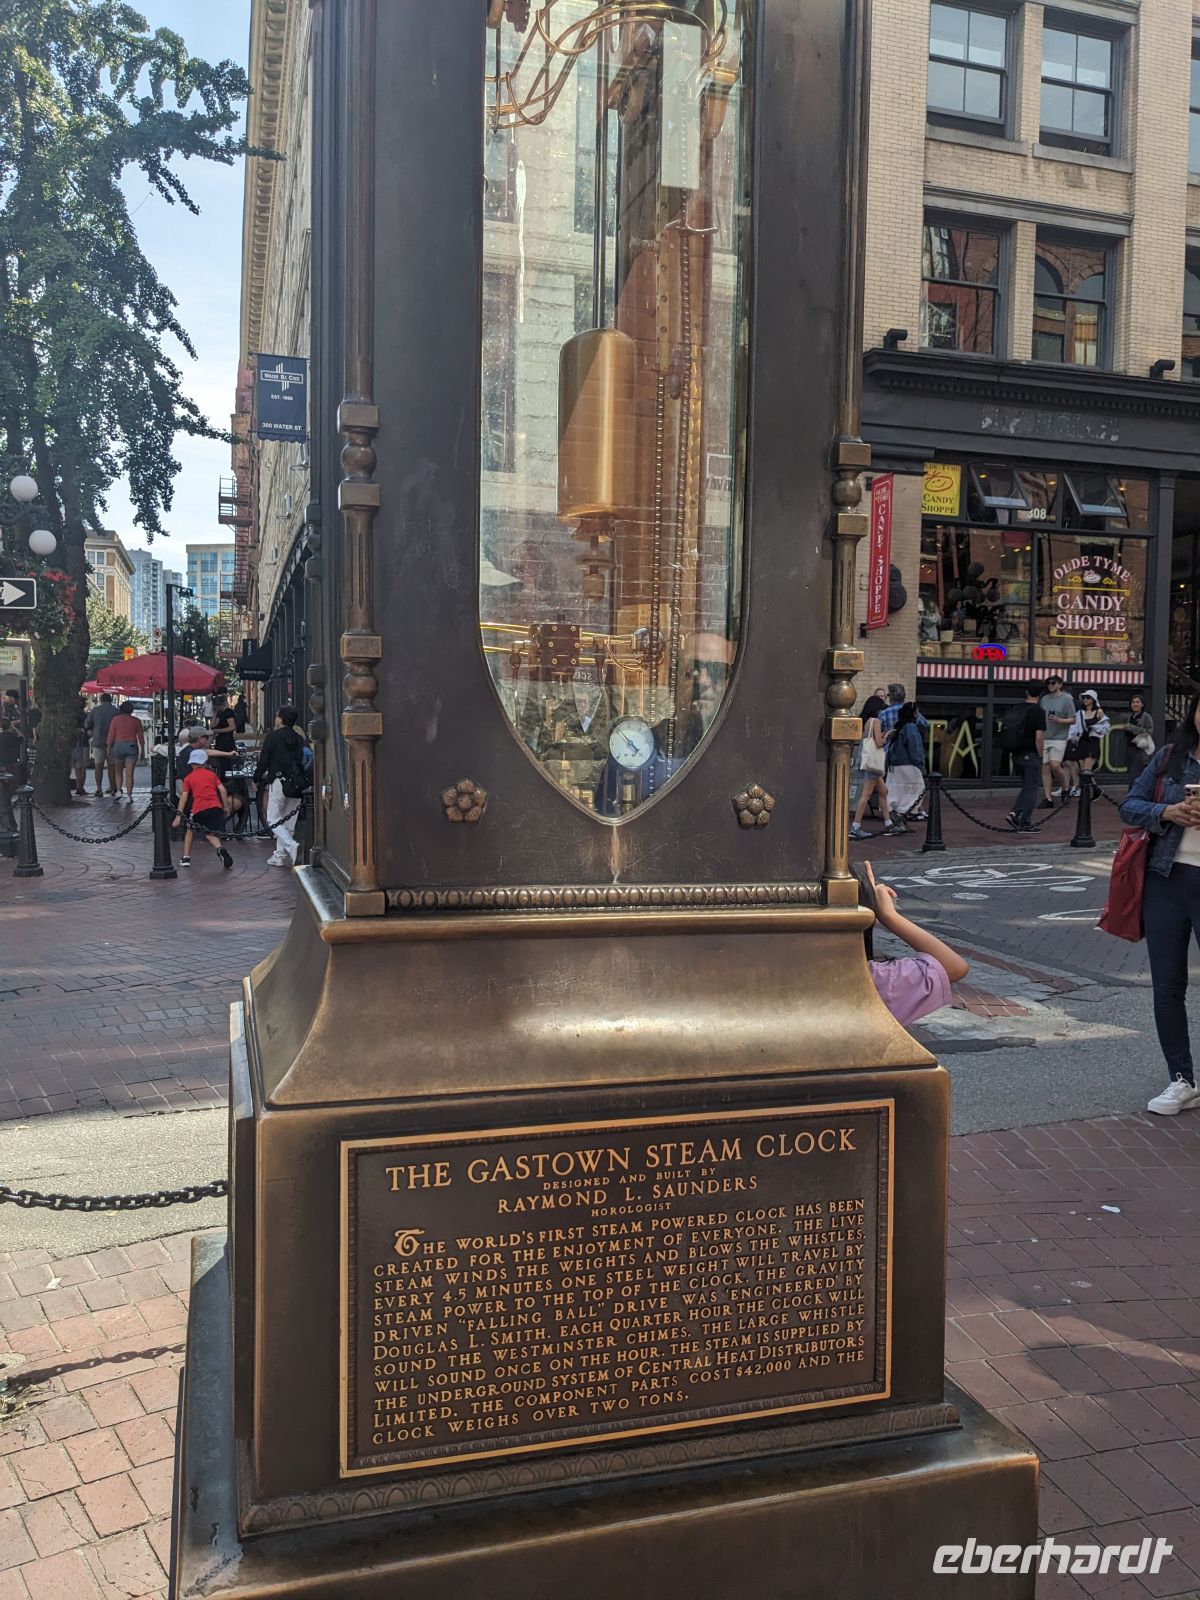 WATER ST. CAFE
EST. 1988
300 WATER ST.
OLDE TYME
CANDY
SHOPPE
OLDE TYME
CANDY SHOPPE
308
OLDE TYME
CANDY
SHOPPE
OPEN
THE GASTOWN STEAM CLOCK
DESIGNED AND BUILT BY
RAYMOND L. SAUNDERS
HOROLOGIST
THE WORLD'S FIRST STEAM POWERED CLOCK HAS BEEN
CREATED FOR THE ENJOYMENT OF EVERYONE. THE LIVE
STEAM WINDS THE WEIGHTS AND BLOWS THE WHISTLES.
EVERY 4.5 MINUTES ONE STEEL WEIGHT WILL TRAVEL BY
STEAM POWER TO THE TOP OF THE CLOCK. THE GRAVITY
DRIVEN "FALLING BALL" DRIVE WAS 'ENGINEERED' BY
DOUGLAS L. SMITH. EACH QUARTER HOUR THE CLOCK WILL
SOUND THE WESTMINSTER CHIMES. THE LARGE WHISTLE
WILL SOUND ONCE ON THE HOUR. THE STEAM IS SUPPLIED BY
THE UNDERGROUND SYSTEM OF CENTRAL HEAT DISTRIBUTORS
LIMITED. THE COMPONENT PARTS COST $42,000 AND THE
CLOCK WEIGHS OVER TWO TONS.
eberhardt